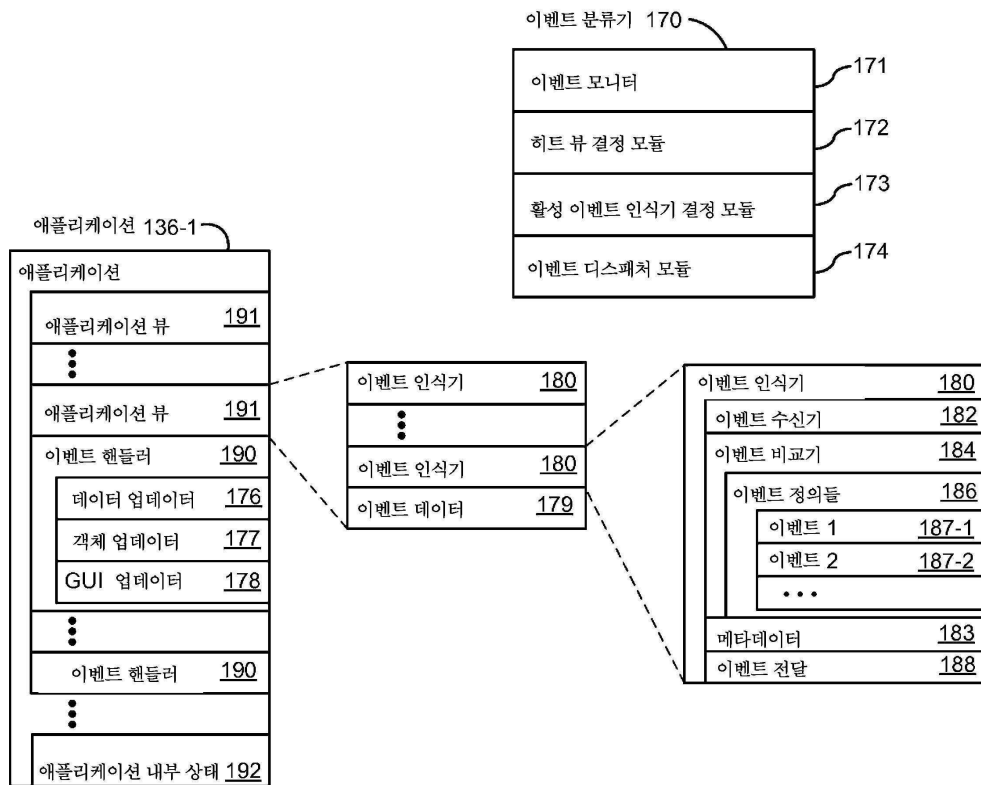 이벤트 분류기 170
이벤트 모니터 171
히트 뷰 결정 모듈 172
활성 이벤트 인식기 결정 모듈 173
이벤트 디스패처 모듈 174
애플리케이션 136-1
애플리케이션
애플리케이션 뷰 191
애플리케이션 뷰 191
이벤트 핸들러 190
데이터 업데이터 176
객체 업데이터 177
GUI 업데이터 178
이벤트 핸들러 190
애플리케이션 내부 상태 192
이벤트 인식기 180
이벤트 인식기 180
이벤트 데이터 179
이벤트 인식기 180
이벤트 수신기 182
이벤트 비교기 184
이벤트 정의들 186
이벤트 1 187-1
이벤트 2 187-2
• • •
메타데이터 183
이벤트 전달 188